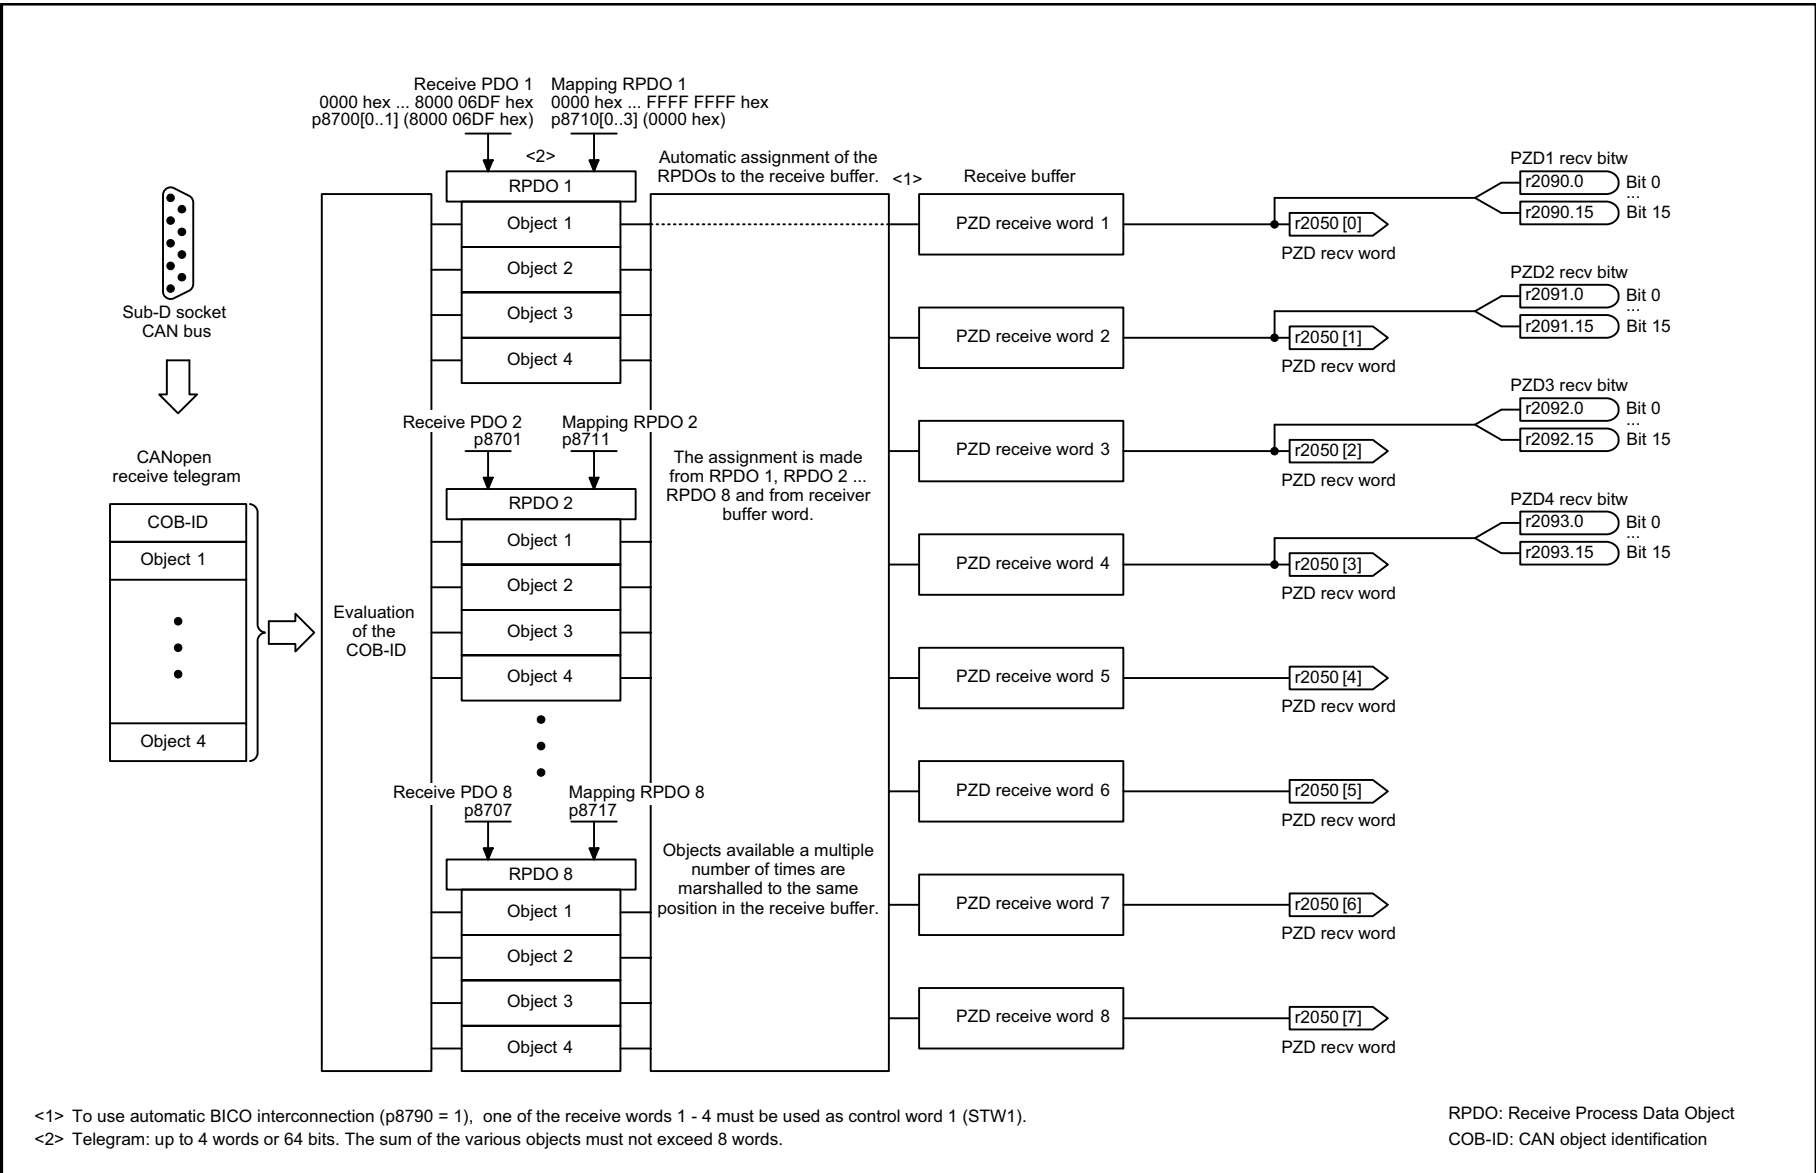 Receive PDO 1
0000 hex ... 8000 06DF hex
p8700[0..1] (8000 06DF hex)
Mapping RPDO 1
0000 hex ... FFFF FFFF hex
p8710[0..3] (0000 hex)
<2>
RPDO 1
Object 1
Object 2
Object 3
Object 4
Receive PDO 2
p8701
Mapping RPDO 2
p8711
RPDO 2
Object 1
Object 2
Object 3
Object 4
Receive PDO 8
p8707
Mapping RPDO 8
p8717
RPDO 8
Object 1
Object 2
Object 3
Object 4
Sub-D socket
CAN bus
CANopen
receive telegram
COB-ID
Object 1
Object 4
Evaluation
of the
COB-ID
Automatic assignment of the
RPDOs to the receive buffer.
<1>
The assignment is made
from RPDO 1, RPDO 2 ...
RPDO 8 and from receiver
buffer word.
Objects available a multiple
number of times are
marshalled to the same
position in the receive buffer.
Receive buffer
PZD receive word 1
PZD receive word 2
PZD receive word 3
PZD receive word 4
PZD receive word 5
PZD receive word 6
PZD receive word 7
PZD receive word 8
r2050 [0]
PZD recv word
r2050 [1]
PZD recv word
r2050 [2]
PZD recv word
r2050 [3]
PZD recv word
r2050 [4]
PZD recv word
r2050 [5]
PZD recv word
r2050 [6]
PZD recv word
r2050 [7]
PZD recv word
PZD1 recv bitw
r2090.0 Bit 0
...
r2090.15 Bit 15
PZD2 recv bitw
r2091.0 Bit 0
...
r2091.15 Bit 15
PZD3 recv bitw
r2092.0 Bit 0
...
r2092.15 Bit 15
PZD4 recv bitw
r2093.0 Bit 0
...
r2093.15 Bit 15
<1> To use automatic BICO interconnection (p8790 = 1), one of the receive words 1 - 4 must be used as control word 1 (STW1).
<2> Telegram: up to 4 words or 64 bits. The sum of the various objects must not exceed 8 words.
RPDO: Receive Process Data Object
COB-ID: CAN object identification